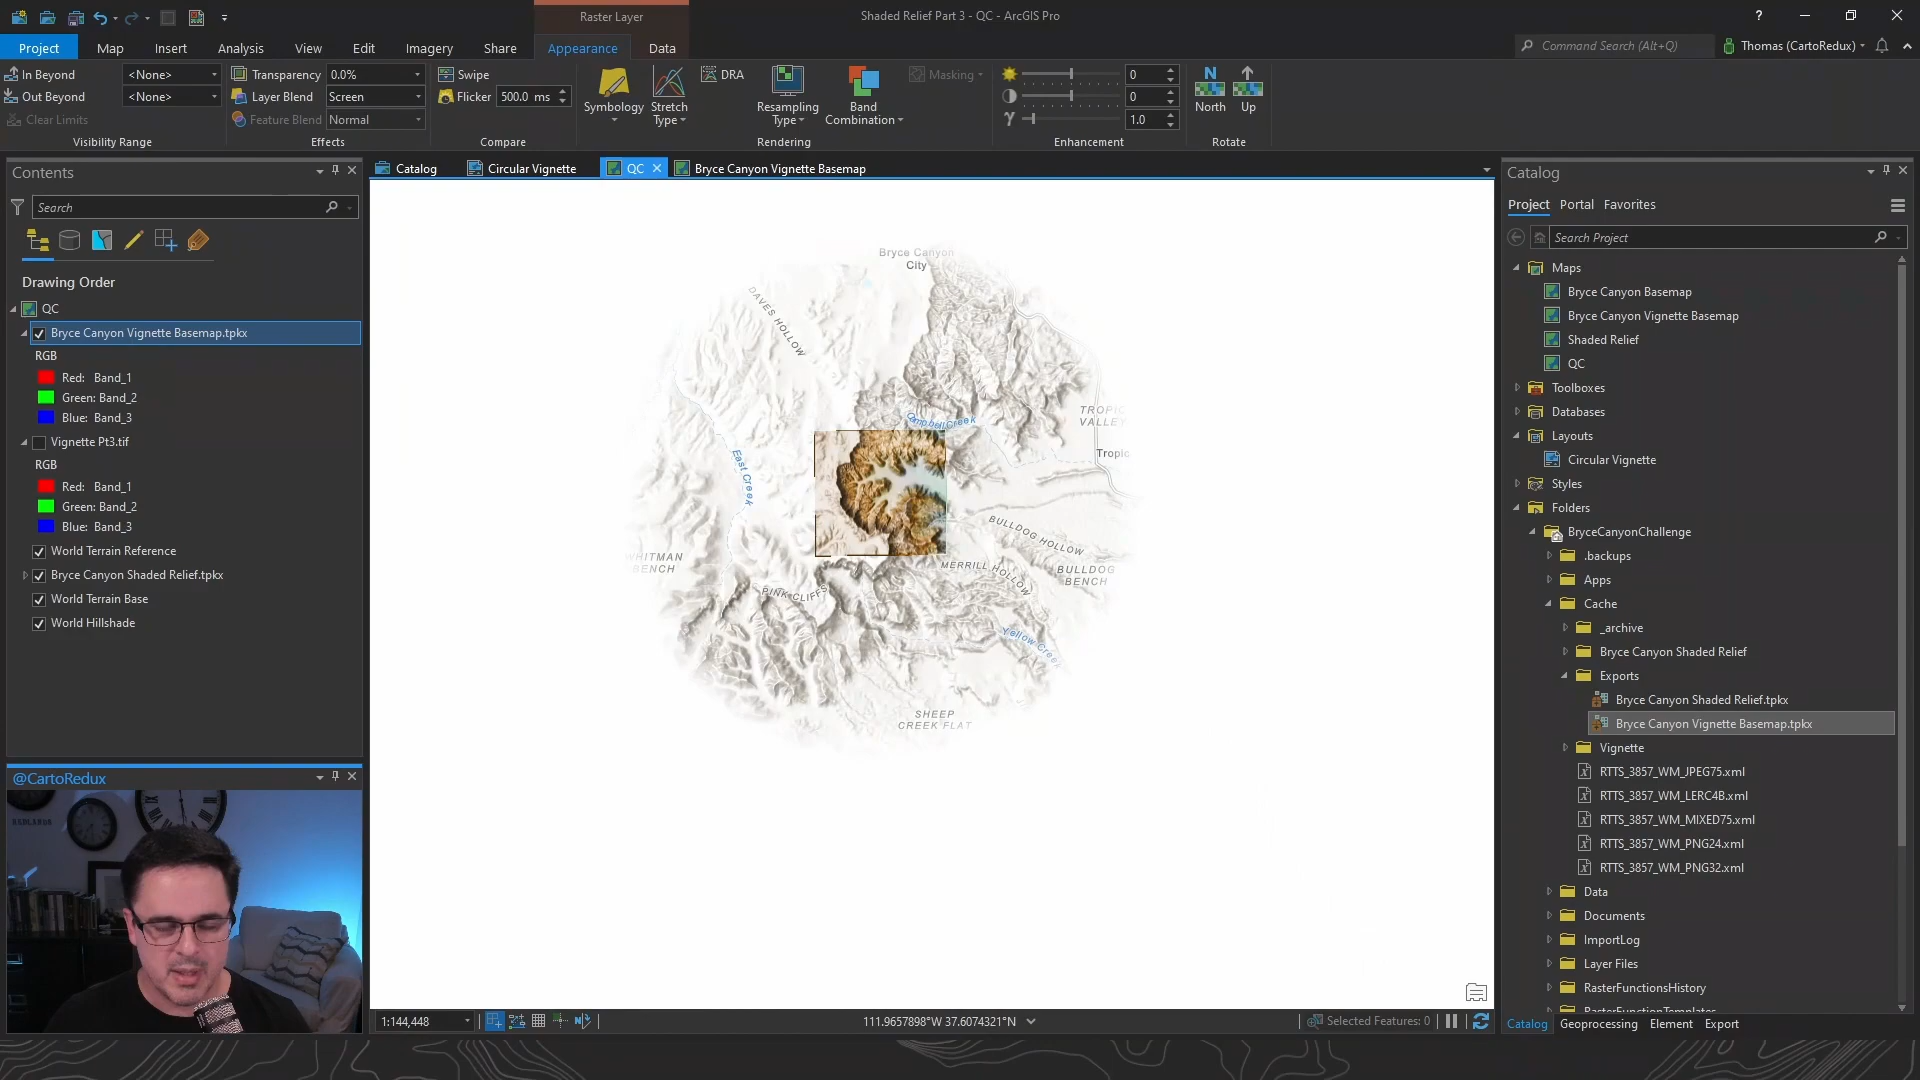 Raster Layer
Shaded Relief Part 3 - QC - ArcGIS Pro
?
Project
Map
Insert
Analysis
View
Edit
Imagery
Share
Appearance
Data
Command Search (Alt+Q)
Thomas (CartoRedux)
In Beyond
<None>
Out Beyond
<None>
Clear Limits
Visibility Range
Transparency
0.0%
Layer Blend
Screen
Feature Blend
Normal
Effects
Swipe
Flicker
500.0 ms
Compare
Symbology
Stretch
Type
DRA
Resampling
Type
Band
Combination
Rendering
Masking
0
0
γ
1.0
Enhancement
N
North
Up
Rotate
Contents
Search
Drawing Order
QC
Bryce Canyon Vignette Basemap.tpkx
RGB
Red: Band_1
Green: Band_2
Blue: Band_3
Vignette Pt3.tif
RGB
Red: Band_1
Green: Band_2
Blue: Band_3
World Terrain Reference
Bryce Canyon Shaded Relief.tpkx
World Terrain Base
World Hillshade
@CartoRedux
Catalog
Circular Vignette
QC
Bryce Canyon Vignette Basemap
Bryce Canyon
City
DAVES HOLLOW
Campbell Creek
TROPIC
VALLEY
Tropic
East Creek
BULLDOG HOLLOW
WHITMAN
BENCH
MERRILL HOLLOW
BULLDOG
BENCH
PINK CLIFFS
Yellow Creek
SHEEP
CREEK FLAT
1:144,448
111.9657898°W 37.6074321°N
Selected Features: 0
Catalog
Project
Portal
Favorites
Search Project
Maps
Bryce Canyon Basemap
Bryce Canyon Vignette Basemap
Shaded Relief
QC
Toolboxes
Databases
Layouts
Circular Vignette
Styles
Folders
BryceCanyonChallenge
.backups
Apps
Cache
_archive
Bryce Canyon Shaded Relief
Exports
Bryce Canyon Shaded Relief.tpkx
Bryce Canyon Vignette Basemap.tpkx
Vignette
RTTS_3857_WM_JPEG75.xml
RTTS_3857_WM_LERC4B.xml
RTTS_3857_WM_MIXED75.xml
RTTS_3857_WM_PNG24.xml
RTTS_3857_WM_PNG32.xml
Data
Documents
ImportLog
Layer Files
RasterFunctionsHistory
RasterFunctionTemplates
Catalog
Geoprocessing
Element
Export